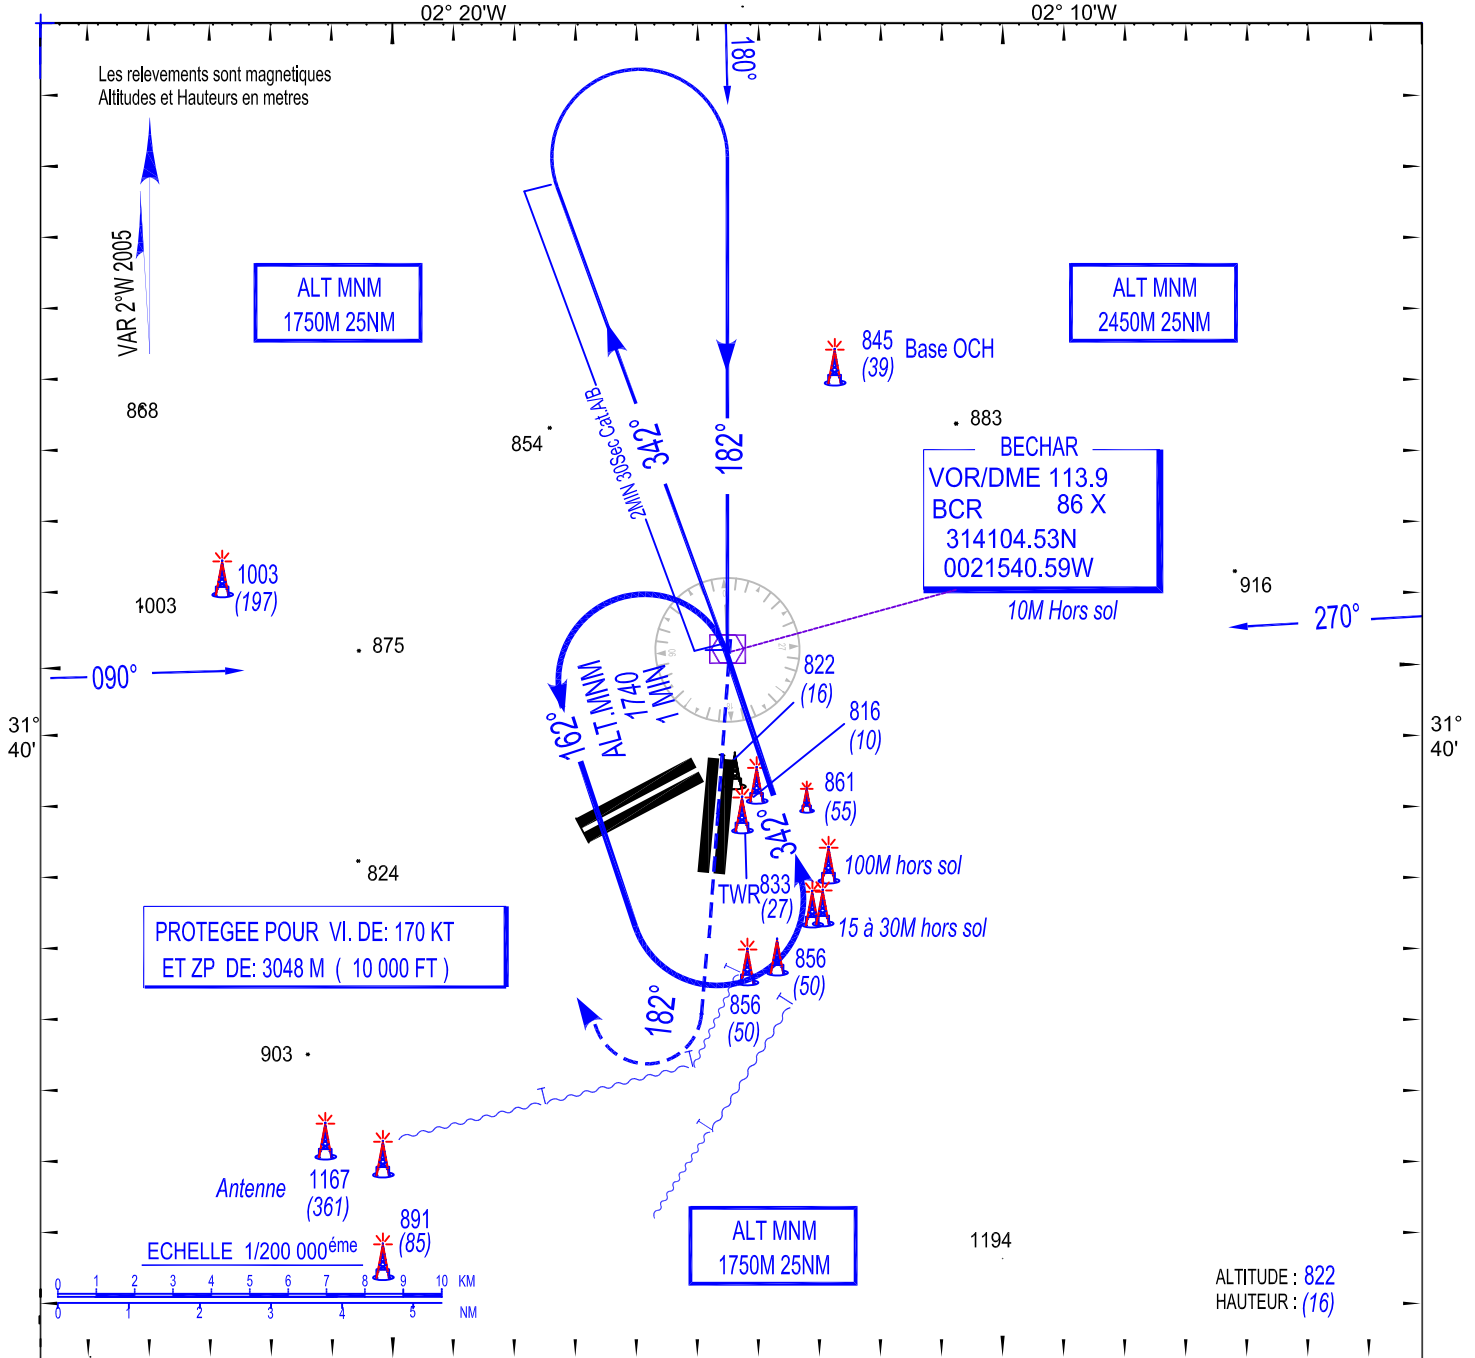 02° 20'W
02° 10'W
Les relevements sont magnetiques
Altitudes et Hauteurs en metres
180°
VAR 2°W 2005
ALT MNM
1750M 25NM
ALT MNM
2450M 25NM
845
(39)
Base OCH
868
854
883
2MIN 30Sec Cat.A/B
342°
182°
BECHAR
VOR/DME 113.9
BCR 86 X
314104.53N
0021540.59W
10M Hors sol
1003
(197)
1003
916
270°
875
090°
822
(16)
ALT.MNM
1740
1 MIN
162°
816
(10)
31°
40'
31°
40'
861
(55)
342°
824
100M hors sol
TWR
833
(27)
15 à 30M hors sol
PROTEGEE POUR VI. DE: 170 KT
ET ZP DE: 3048 M ( 10 000 FT )
856
(50)
856
(50)
182°
903
Antenne
1167
(361)
891
(85)
ALT MNM
1750M 25NM
1194
ECHELLE 1/200 000éme
0 1 2 3 4 5 6 7 8 9 10 KM
0 1 2 3 4 5 NM
ALTITUDE : 822
HAUTEUR : (16)